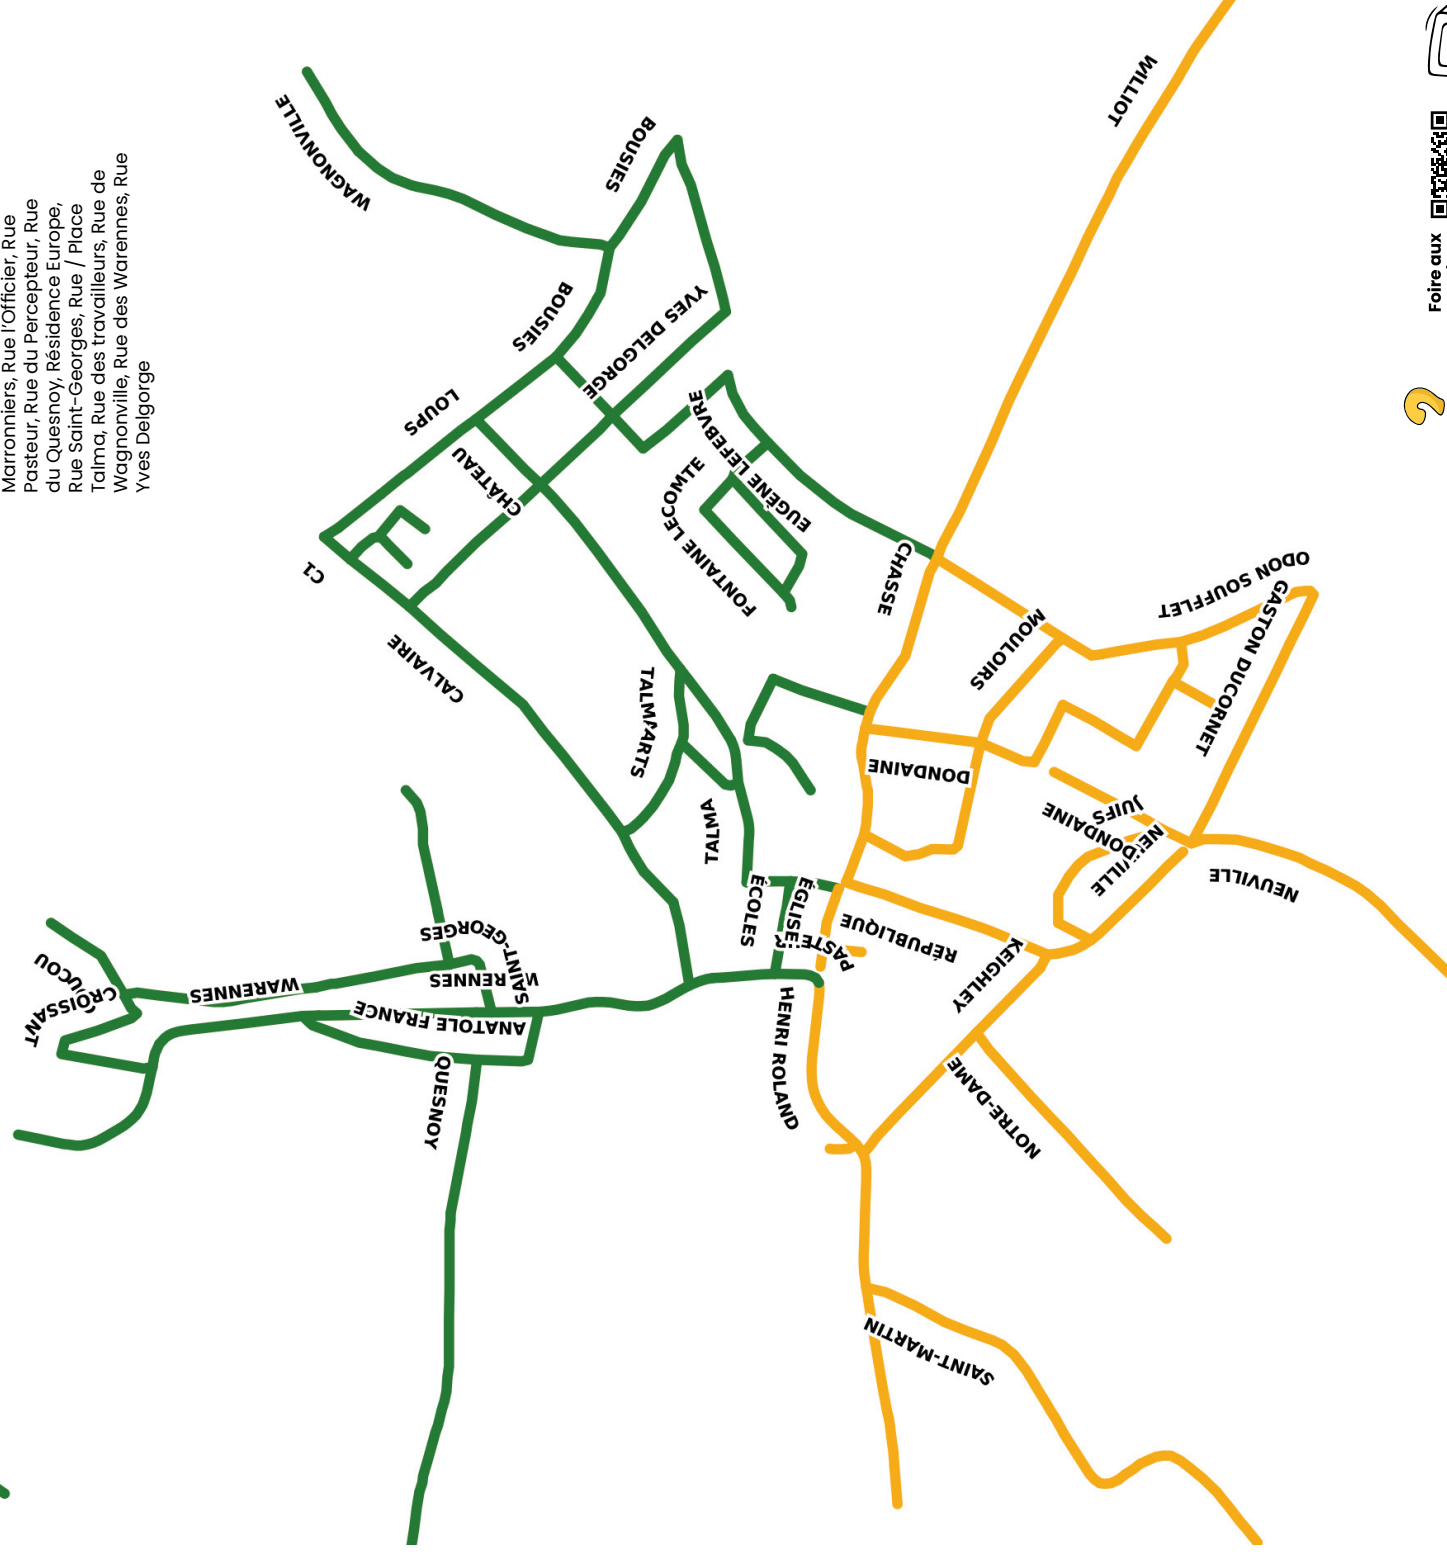 Marronniers, Rue l'Officier, Rue
Pasteur, Rue du Percepteur, Rue
du Quesnoy, Résidence Europe,
Rue Saint-Georges, Rue / Place
Talma, Rue des travailleurs, Rue de
Wagnonville, Rue des Warennes, Rue
Yves Delgorge
WILLIOT
Foire aux
WAGNONVILLE
BOUSIES
BOUSIES
YVES DELGORGE
LOUPS
CHÂTEAU
EUGÈNE LEFEBVRE
FONTAINE LECOMTE
C1
CHASSE
ODON SOUFFLET
GASTON DUCORNET
MOULOIRS
CALVAIRE
TALMA
ARTS
DONDAINE
JUIFS
DONDAINE
NEUVILLE
TALMA
NEUVILLE
ÉCOLES
ÉGLISE
RÉPUBLIQUE
KEIGHLEY
SAINT-GEORGES
COUCOU
CROISSANT
WARENNES
ANATOLE FRANCE
HENRI ROLAND
QUESNOY
NOTRE-DAME
SAINT-MARTIN